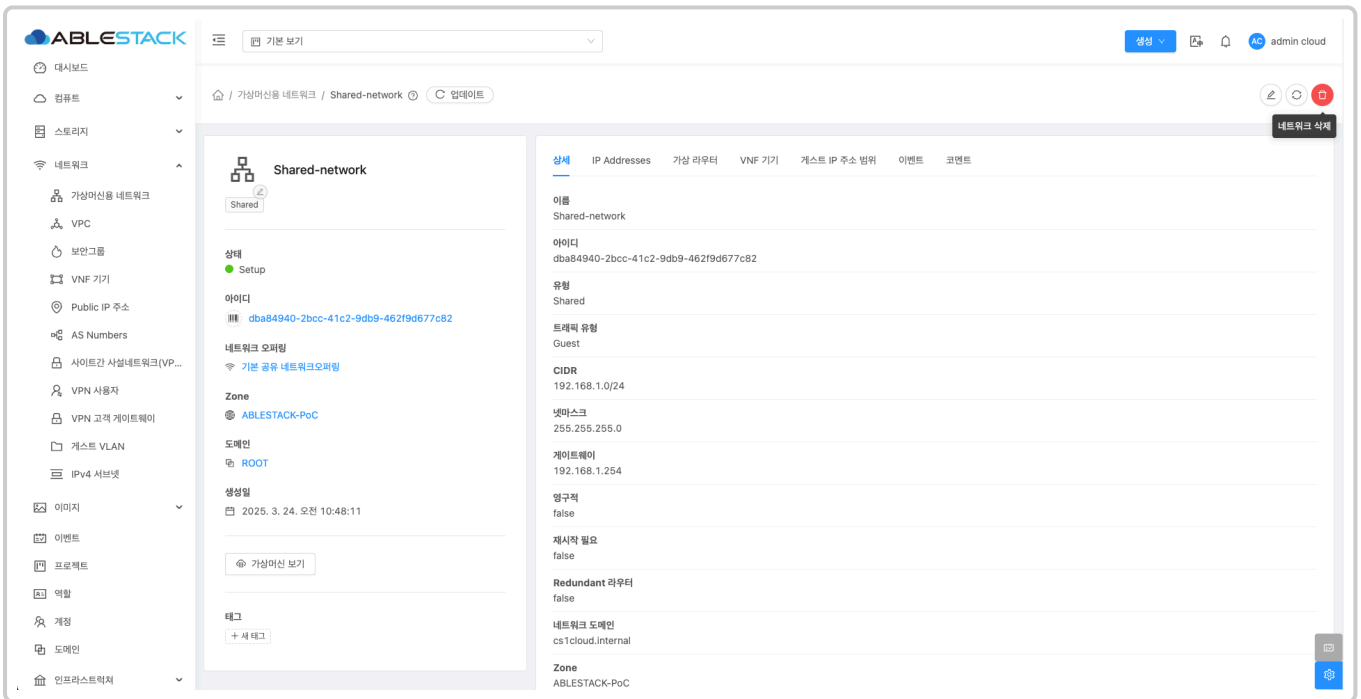 ABLESTACK
기본 보기
생성
AC
admin cloud
대시보드
컴퓨트
스토리지
네트워크
가상머신용 네트워크
VPC
보안그룹
VNF 기기
Public IP 주소
AS Numbers
사이트간 사설네트워크(VP...
VPN 사용자
VPN 고객 게이트웨이
게스트 VLAN
IPv4 서브넷
이미지
이벤트
프로젝트
역할
계정
도메인
인프라스트럭쳐
/ 가상머신용 네트워크 / Shared-network
업데이트
네트워크 삭제
Shared-network
Shared
상태
Setup
아이디
dba84940-2bcc-41c2-9db9-462f9d677c82
네트워크 오퍼링
기본 공유 네트워크오퍼링
Zone
ABLESTACK-PoC
도메인
ROOT
생성일
2025. 3. 24. 오전 10:48:11
가상머신 보기
태그
+ 새 태그
상세 IP Addresses 가상 라우터 VNF 기기 게스트 IP 주소 범위 이벤트 코멘트
이름
Shared-network
아이디
dba84940-2bcc-41c2-9db9-462f9d677c82
유형
Shared
트래픽 유형
Guest
CIDR
192.168.1.0/24
넷마스크
255.255.255.0
게이트웨이
192.168.1.254
영구적
false
재시작 필요
false
Redundant 라우터
false
네트워크 도메인
cs1cloud.internal
Zone
ABLESTACK-PoC